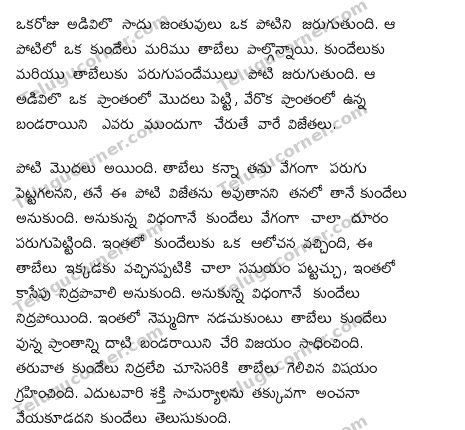 ఒకరోజు అడివిలొ సాదు జంతువులు ఒక పోటిని జరుగుతుంది. ఆ
పోటిలో ఒక కుందేలు మరిము తాబేలు పాల్గొన్నాయి. కుందేలుకు
మరియు తాబేలుకు పరుగుపందేములు పోటి జరుగుతుంది. ఆ
అడివిలొ ఒక ప్రాంతంలో మొదలు పెట్టి, వేరొక ప్రాంతంలో ఉన్న
బండరాయిని ఎవరు ముందుగా చేరుతే వారే విజేతలు.
పోటి మొదలు అయింది. తాబేలు కన్నా తను వేగంగా పరుగు
పెట్టగలనని, తనే ఈ పోటి విజేతను అవుతానని తనలో తానే కుందేలు
అనుకుంది. అనుకున్న విధంగానే కుందేలు వేగంగా చాలా దూరం
పరుగుపెట్టింది. ఇంతలో కుందేలుకు ఒక ఆలోచన వచ్చింది, ఈ
తాబేలు ఇక్కడకు వచ్చినప్పటికి చాలా సమయం పట్టచ్చు, ఇంతలో
కాసేపు నిద్రపావాలి అనుకుంది. అనుకున్న విధంగానే కుందేలు
నిద్రపోయింది. ఇంతలో నెమ్మదిగా నడచుకుంటు తాబేలు కుందేలు
వున్న ప్రాంతాన్ని దాటి బండరాయిని చేరి విజయం సాధించింది.
తరువాత కుందేలు నిద్రలేచి చూసెసరికి తాబేలు గెలిచిన విషయం
గ్రహించింది. ఎదుటవారి శక్తి సామర్యాలను తక్కువగా అంచనా
వేయకూడదని కుందేలు తెలుసుకుంది.
Telugucorner.com